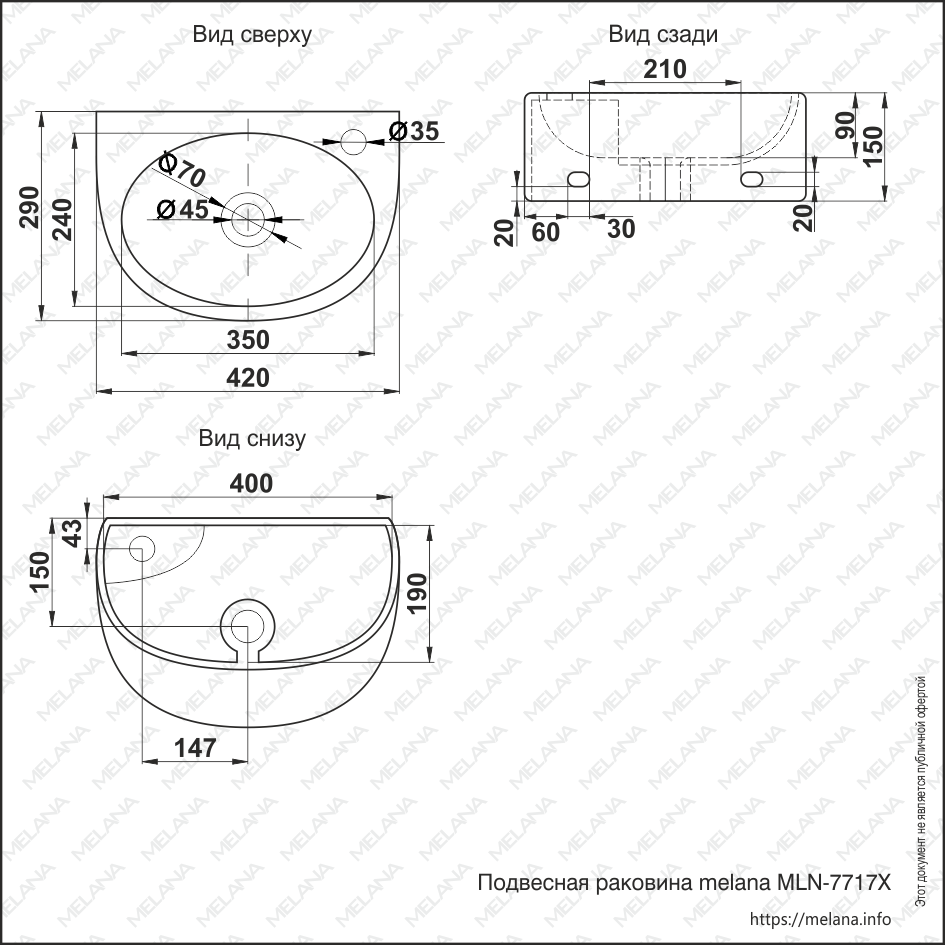 Вид сверху
Ø35
Ø70
Ø45
290
240
350
420
Вид сзади
210
90
150
20
60
30
20
Вид снизу
400
43
150
190
147
Подвесная раковина melana MLN-7717X
https://melana.info
Этот документ не является публичной офертой
MELANA